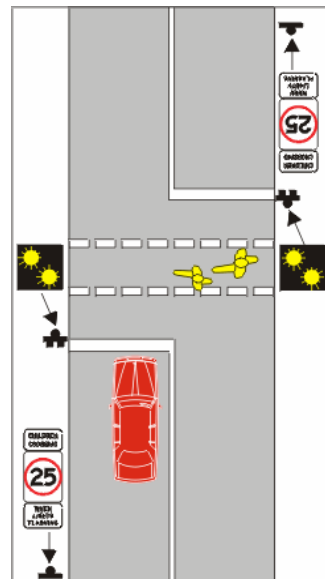 CHILDREN
CROSSING
25
WHEN
LIGHTS
FLASHING
CHILDREN
CROSSING
25
WHEN
LIGHTS
FLASHING